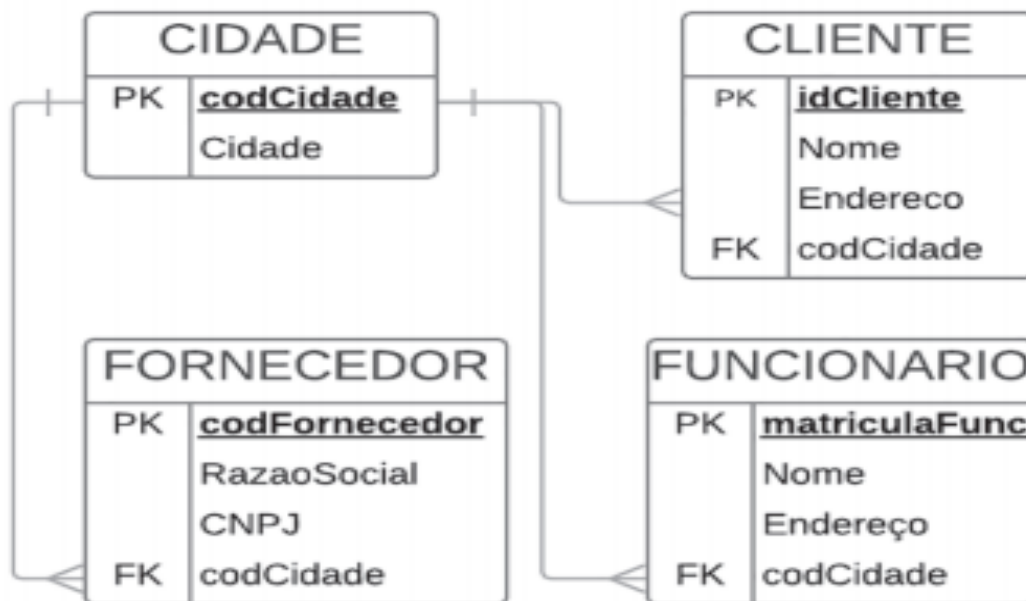 CIDADE
PK codCidade
Cidade
CLIENTE
PK idCliente
Nome
Endereco
FK codCidade
FORNECEDOR
PK codFornecedor
RazaoSocial
CNPJ
FK codCidade
FUNCIONARIO
PK matriculaFunc
Nome
Endereço
FK codCidade